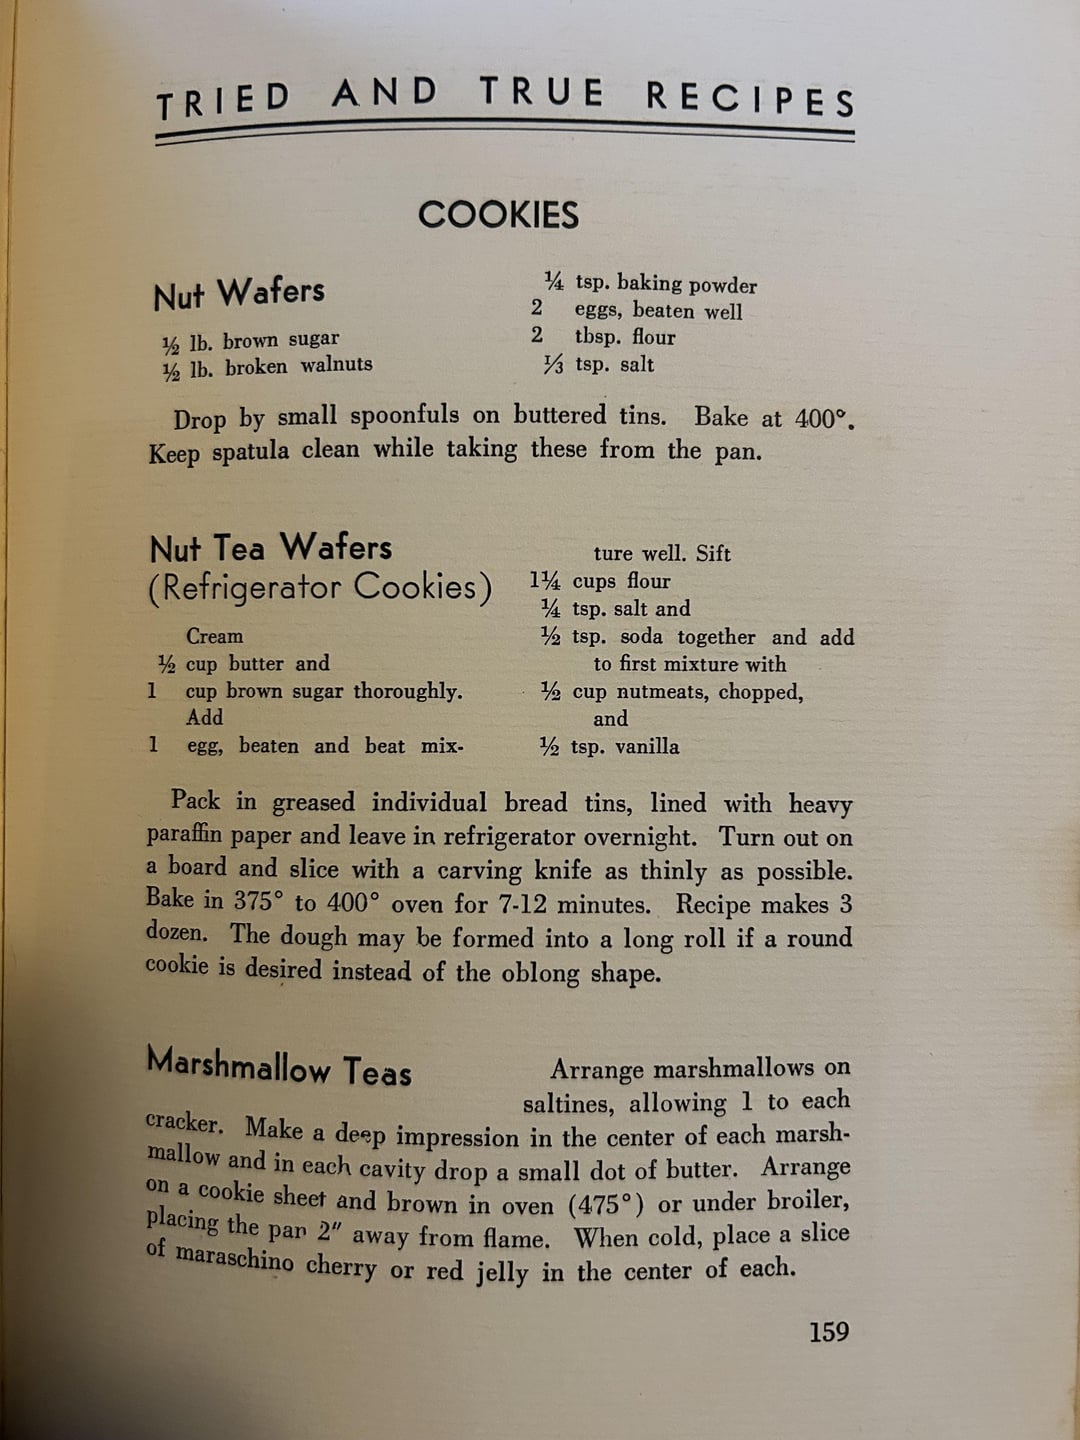 TRIED AND TRUE RECIPES
COOKIES
Nut Wafers
½ lb. brown sugar
½ lb. broken walnuts
¼ tsp. baking powder
2 eggs, beaten well
2 tbsp. flour
⅓ tsp. salt
Drop by small spoonfuls on buttered tins. Bake at 400°.
Keep spatula clean while taking these from the pan.
Nut Tea Wafers
(Refrigerator Cookies)
Cream
½ cup butter and
1 cup brown sugar thoroughly.
Add
1 egg, beaten and beat mix-
ture well. Sift
1¼ cups flour
¼ tsp. salt and
½ tsp. soda together and add
to first mixture with
½ cup nutmeats, chopped,
and
½ tsp. vanilla
Pack in greased individual bread tins, lined with heavy
paraffin paper and leave in refrigerator overnight. Turn out on
a board and slice with a carving knife as thinly as possible.
Bake in 375° to 400° oven for 7-12 minutes. Recipe makes 3
dozen. The dough may be formed into a long roll if a round
cookie is desired instead of the oblong shape.
Marshmallow Teas
Arrange marshmallows on
saltines, allowing 1 to each
cracker. Make a deep impression in the center of each marsh-
mallow and in each cavity drop a small dot of butter. Arrange
on a cookie sheet and brown in oven (475°) or under broiler,
placing the pan 2″ away from flame. When cold, place a slice
of maraschino cherry or red jelly in the center of each.
159